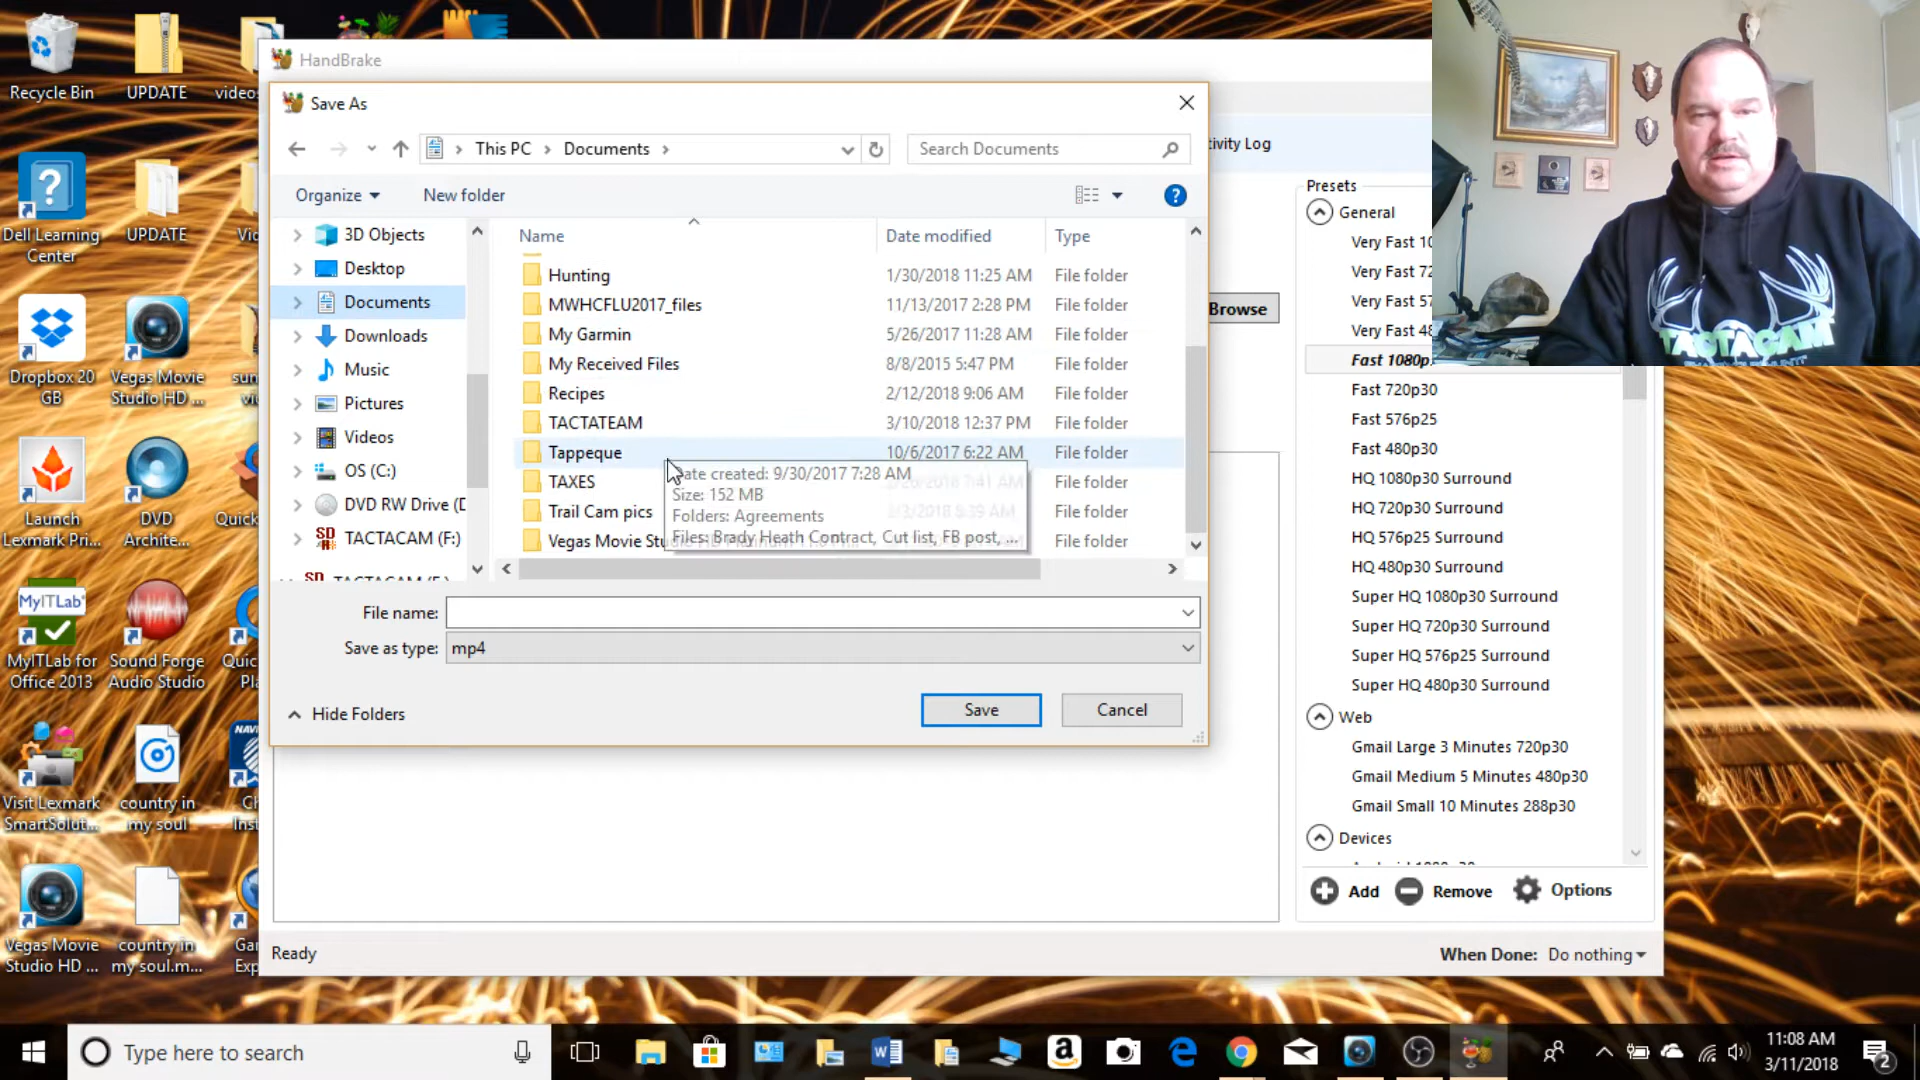 HandBrake
Save As
This PC > Documents >
Search Documents
Organize
New folder
?
3D Objects
Desktop
Documents
Downloads
Music
Pictures
Videos
OS (C:)
DVD RW Drive (D
TACTACAM (F:)
Name
Date modified
Type
Hunting 1/30/2018 11:25 AM File folder
MWHCFLU2017_files 11/13/2017 2:28 PM File folder
My Garmin 5/26/2017 11:28 AM File folder
My Received Files 8/8/2015 5:47 PM File folder
Recipes 2/12/2018 9:06 AM File folder
TACTATEAM 3/10/2018 12:37 PM File folder
Tappeque 10/6/2017 6:22 AM File folder
TAXES File folder
Trail Cam pics File folder
Vegas Movie File folder
Date created: 9/30/2017 7:28 AM
Size: 152 MB
Folders: Agreements
Files: Brady Heath Contract, Cut list, FB post, ...
File name:
Save as type: mp4
Hide Folders
Save
Cancel
tivity Log
Browse
Presets
General
Very Fast 10
Very Fast 72
Very Fast 57
Very Fast 48
Fast 1080p
Fast 720p30
Fast 576p25
Fast 480p30
HQ 1080p30 Surround
HQ 720p30 Surround
HQ 576p25 Surround
HQ 480p30 Surround
Super HQ 1080p30 Surround
Super HQ 720p30 Surround
Super HQ 576p25 Surround
Super HQ 480p30 Surround
Web
Gmail Large 3 Minutes 720p30
Gmail Medium 5 Minutes 480p30
Gmail Small 10 Minutes 288p30
Devices
Add
Remove
Options
Ready
When Done: Do nothing
TACTACAM
Recycle Bin
UPDATE
videos
Dell Learning
Center
UPDATE
Vic
Dropbox 20
GB
Vegas Movie
Studio HD ...
sun
vi
Launch
Lexmark Pri...
DVD
Archite...
Quick
MyITLab
MyITLab for
Office 2013
Sound Forge
Audio Studio
Quic
Pla
Visit Lexmark
SmartSolut...
country in
my soul
NAVI
Ch
Inst
Vegas Movie
Studio HD ...
country in
my soul.m...
Gar
Exp
Type here to search
11:08 AM
3/11/2018
2